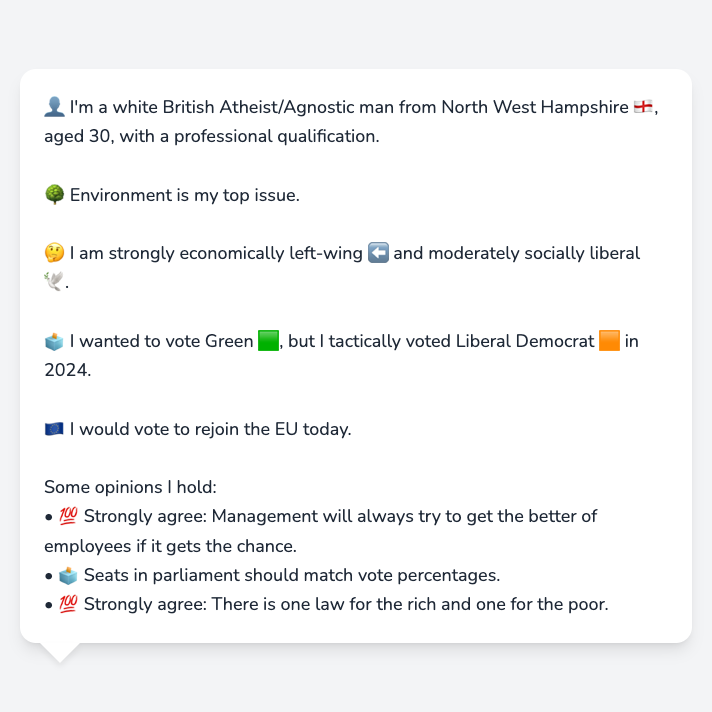 👤 I'm a white British Atheist/Agnostic man from North West Hampshire 🏴󠁧󠁢󠁥󠁮󠁧󠁿,
aged 30, with a professional qualification.
🌳 Environment is my top issue.
🤔 I am strongly economically left-wing ⬅️ and moderately socially liberal
🕊️.
🗳️ I wanted to vote Green 🟩, but I tactically voted Liberal Democrat 🟧 in
2024.
🇪🇺 I would vote to rejoin the EU today.
Some opinions I hold:
• 💯 Strongly agree: Management will always try to get the better of
employees if it gets the chance.
• 🗳️ Seats in parliament should match vote percentages.
• 💯 Strongly agree: There is one law for the rich and one for the poor.